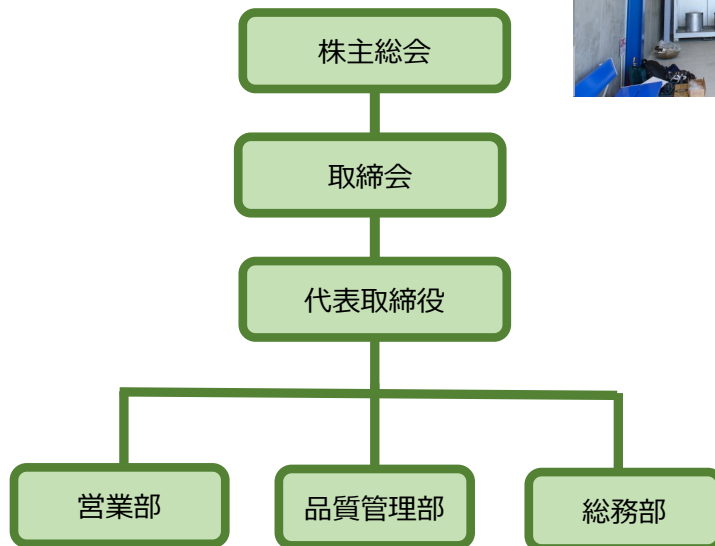 株主総会
取締会
代表取締役
営業部
品質管理部
総務部